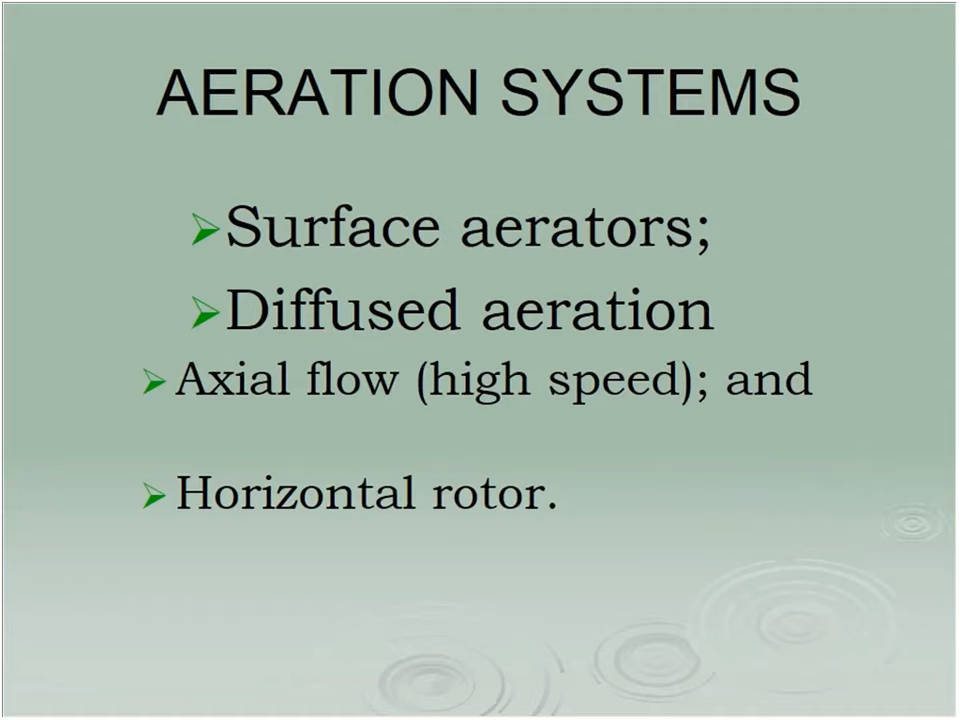 AERATION SYSTEMS
Surface aerators;
Diffused aeration
Axial flow (high speed); and
Horizontal rotor.